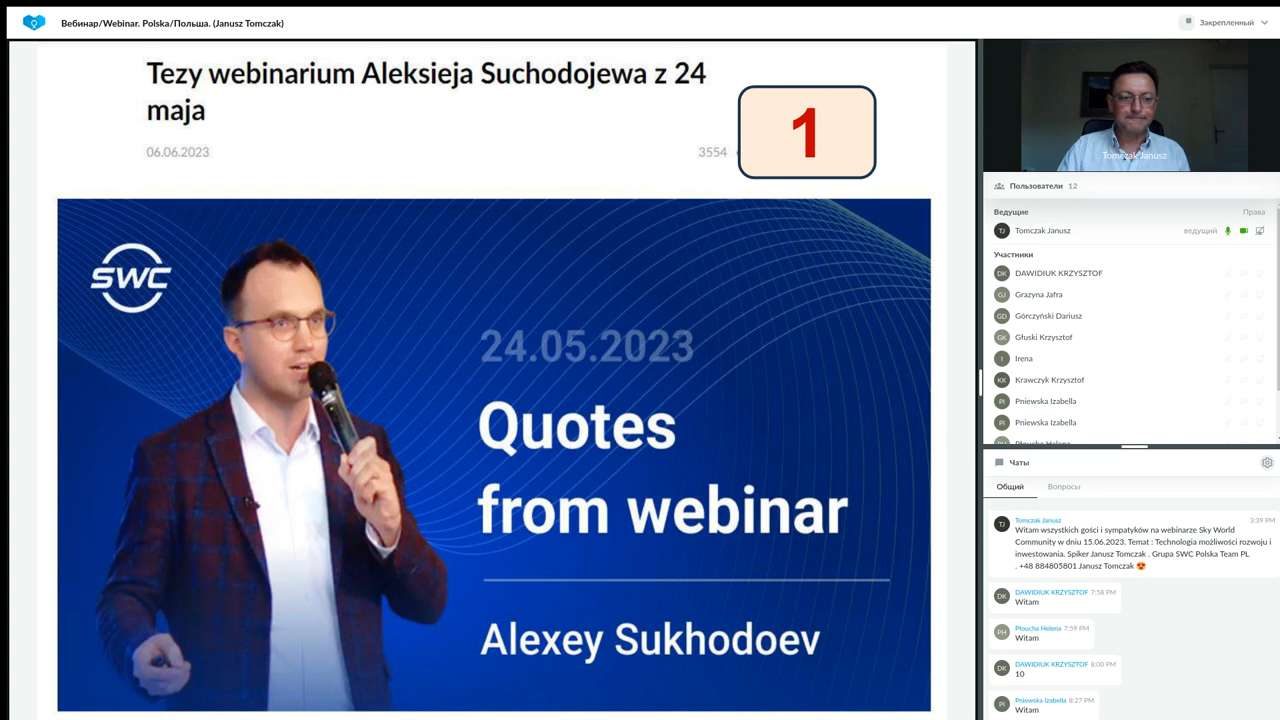 Вебинар/Webinar. Polska/Польша. (Janusz Tomczak)
Закрепленный
Tezy webinarium Aleksieja Suchodojewa z 24
maja
06.06.2023
3554
1
SWC
24.05.2023
Quotes
from webinar
Alexey Sukhodoev
Tomczak Janusz
Пользователи 12
Ведущие Права
TJ Tomczak Janusz ведущий
Участники
DK DAWIDIUK KRZYSZTOF
GJ Grazyna Jafra
GD Górczyński Dariusz
GK Głuski Krzysztof
I Irena
KK Krawczyk Krzysztof
PI Pniewska Izabella
PI Pniewska Izabella
Płoucha Helena
Чаты
Общий Вопросы
TJ Tomczak Janusz 3:39 PM
Witam wszystkich gości i sympatyków na webinarze Sky World
Community w dniu 15.06.2023. Temat : Technologia możliwości rozwoju i
inwestowania. Spiker Janusz Tomczak . Grupa SWC Polska Team PL
. +48 884805801 Janusz Tomczak 😍
DK DAWIDIUK KRZYSZTOF 7:58 PM
Witam
PH Płoucha Helena 7:59 PM
Witam
DK DAWIDIUK KRZYSZTOF 8:00 PM
10
PI Pniewska Izabella 8:27 PM
Witam